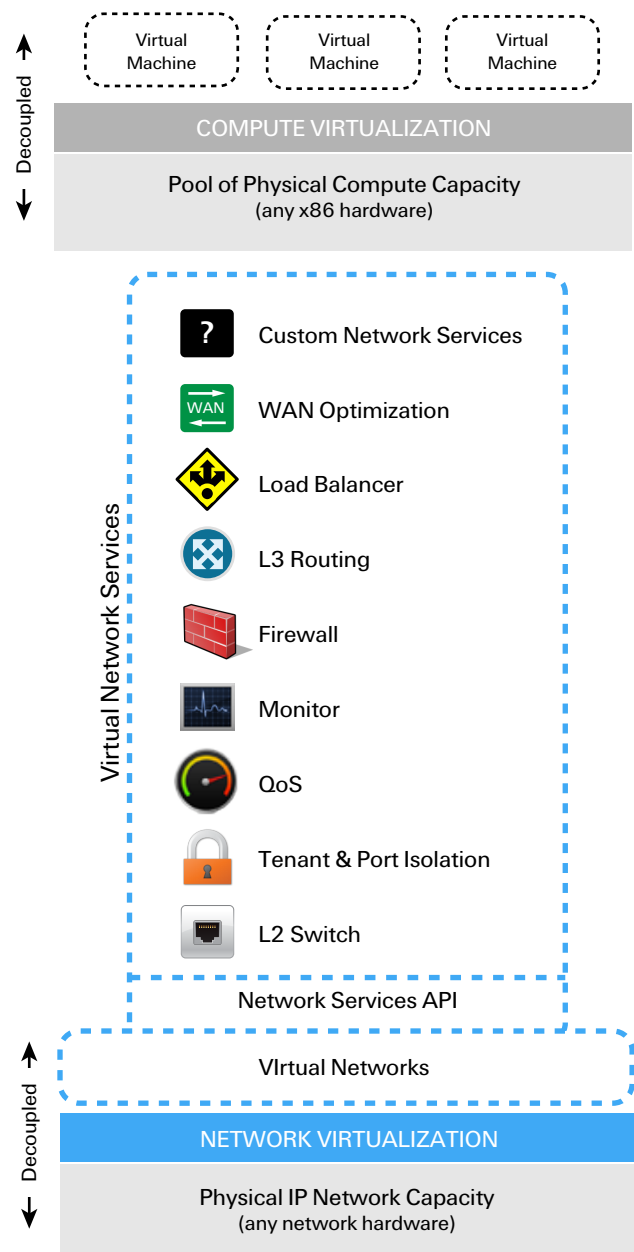 Virtual
Machine
Virtual
Machine
Virtual
Machine
Decoupled
COMPUTE VIRTUALIZATION
Pool of Physical Compute Capacity
(any x86 hardware)
Virtual Network Services
?
Custom Network Services
WAN
WAN Optimization
Load Balancer
L3 Routing
Firewall
Monitor
QoS
Tenant & Port Isolation
L2 Switch
Network Services API
VIrtual Networks
Decoupled
NETWORK VIRTUALIZATION
Physical IP Network Capacity
(any network hardware)